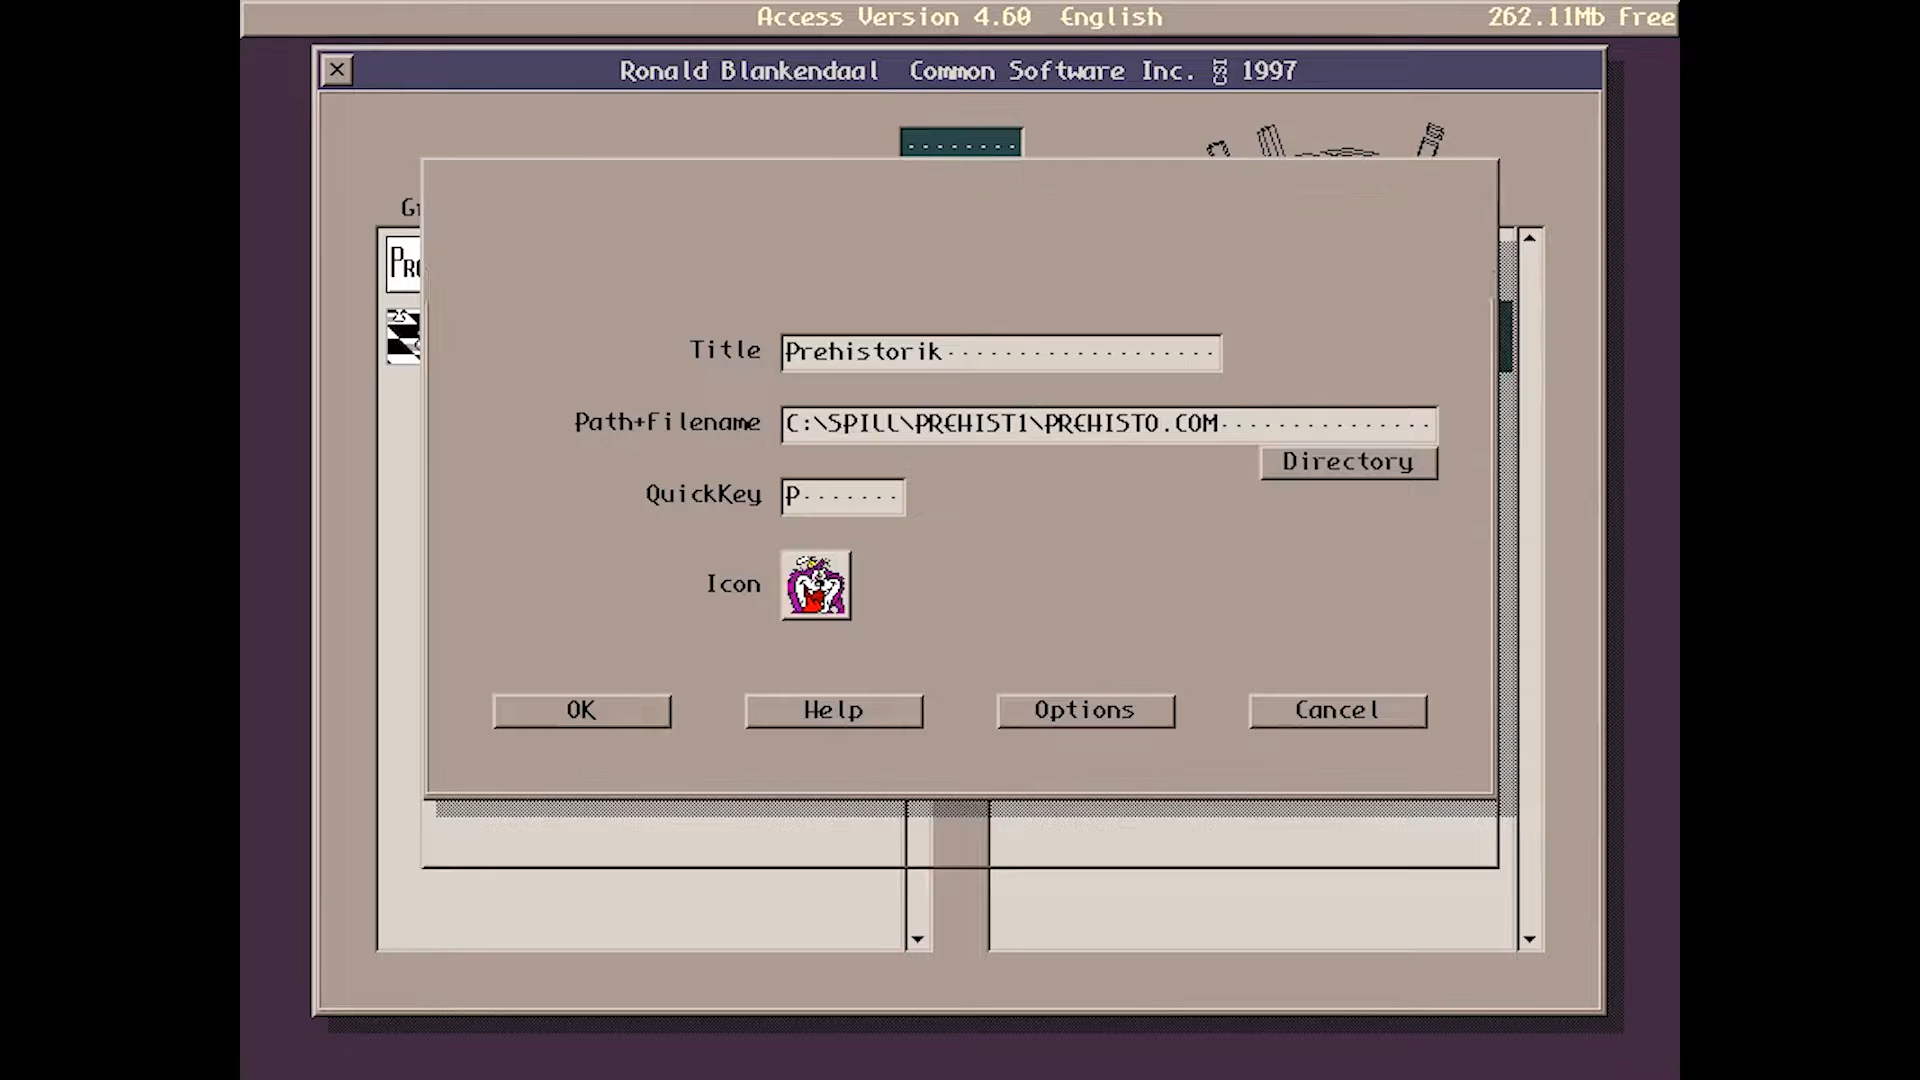 Access Version 4.60 English
262.11Mb free
Ronald Blankendaal Common Software Inc. CSI 1997
Title
Prehistorik
Path+filename
C:\SPILL\PREHIST1\PREHISTO.COM
Directory
QuickKey
P
Icon
OK
Help
Options
Cancel